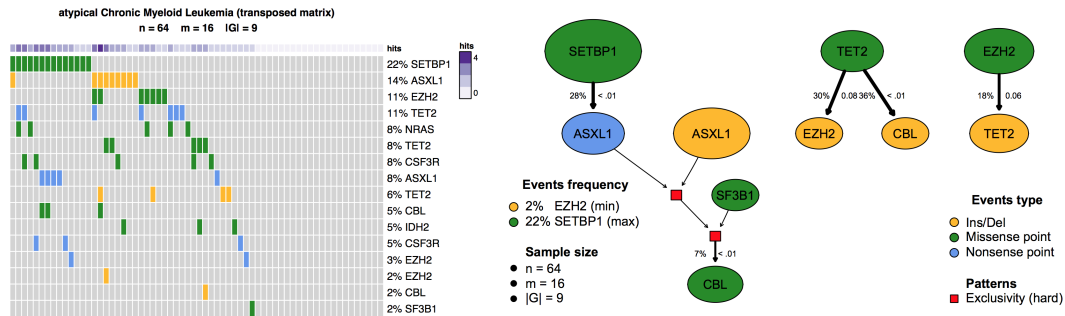 atypical Chronic Myeloid Leukemia (transposed matrix)
n = 64 m = 16 |G| = 9
hits
22% SETBP1
14% ASXL1
11% EZH2
11% TET2
8% NRAS
8% TET2
8% CSF3R
8% ASXL1
6% TET2
5% CBL
5% IDH2
5% CSF3R
3% EZH2
2% EZH2
2% CBL
2% SF3B1
hits
4
0
SETBP1
28% < .01
ASXL1
ASXL1
SF3B1
7% < .01
CBL
TET2
30% 0.08
36% < .01
EZH2
CBL
EZH2
18% 0.06
TET2
Events frequency
2% EZH2 (min)
22% SETBP1 (max)
Sample size
n = 64
m = 16
|G| = 9
Events type
Ins/Del
Missense point
Nonsense point
Patterns
Exclusivity (hard)